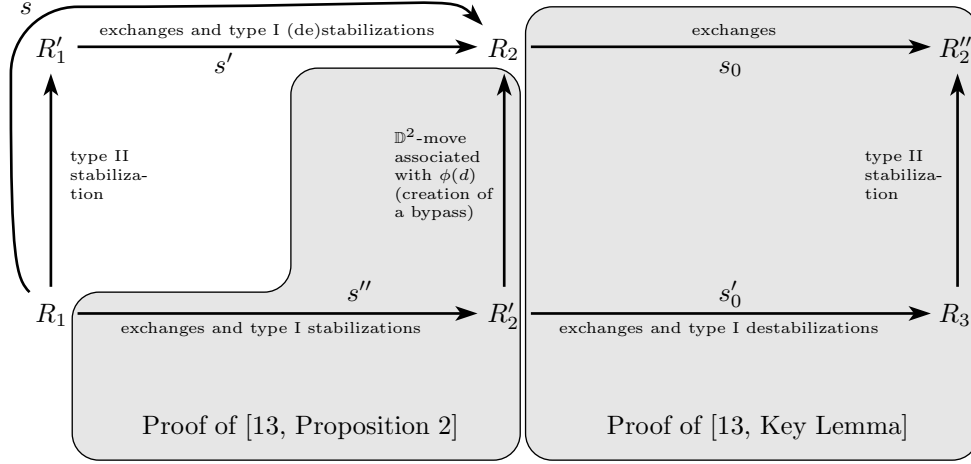 s
exchanges and type I (de)stabilizations
exchanges
R′₁
R₂
R″₂
s′
s₀
type II
stabiliza-
tion
𝔻²-move
associated
with ϕ(d)
(creation of
a bypass)
type II
stabiliza-
tion
s″
s′₀
R₁
R′₂
R₃
exchanges and type I stabilizations
exchanges and type I destabilizations
Proof of [13, Proposition 2]
Proof of [13, Key Lemma]